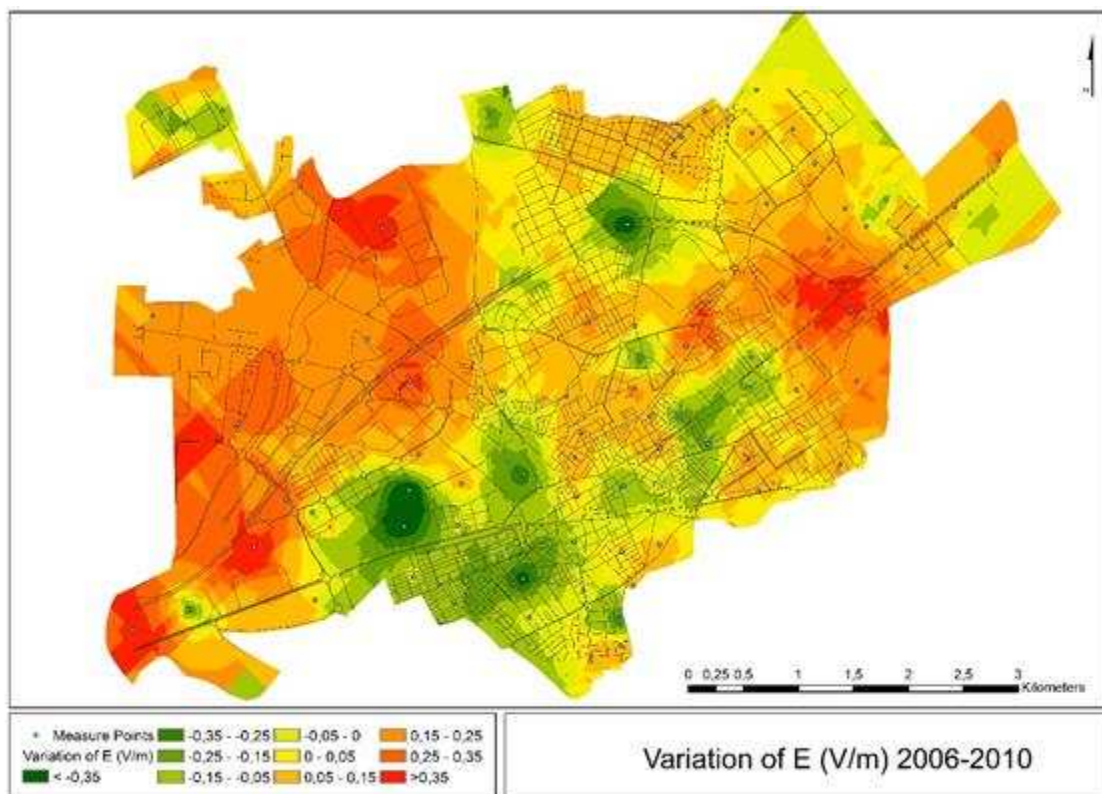 N
0 0,25 0,5 1 1,5 2 2,5 3
Kilometers
Measure Points
Variation of E (V/m)
< -0,35
-0,35 - -0,25
-0,25 - -0,15
-0,15 - -0,05
-0,05 - 0
0 - 0,05
0,05 - 0,15
0,15 - 0,25
0,25 - 0,35
>0,35
Variation of E (V/m) 2006-2010